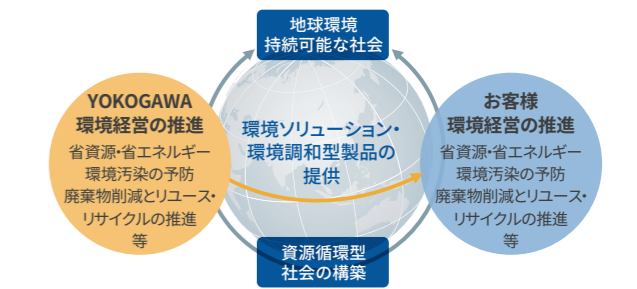 地球環境
持続可能な社会
YOKOGAWA
環境経営の推進
省資源・省エネルギー
環境汚染の予防
廃棄物削減とリユース・
リサイクルの推進
等
環境ソリューション・
環境調和型製品の
提供
お客様
環境経営の推進
省資源・省エネルギー
環境汚染の予防
廃棄物削減とリユース・
リサイクルの推進
等
資源循環型
社会の構築